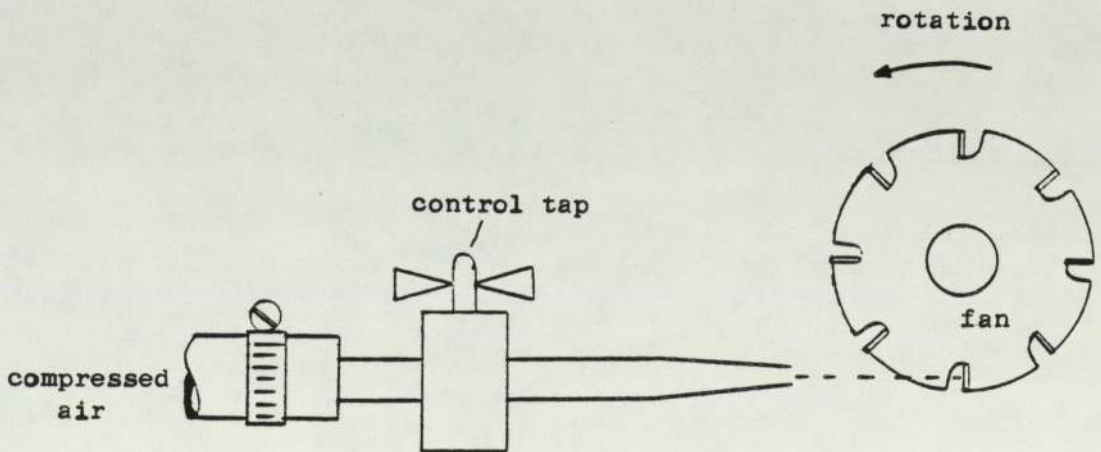 rotation
control tap
fan
compressed
air